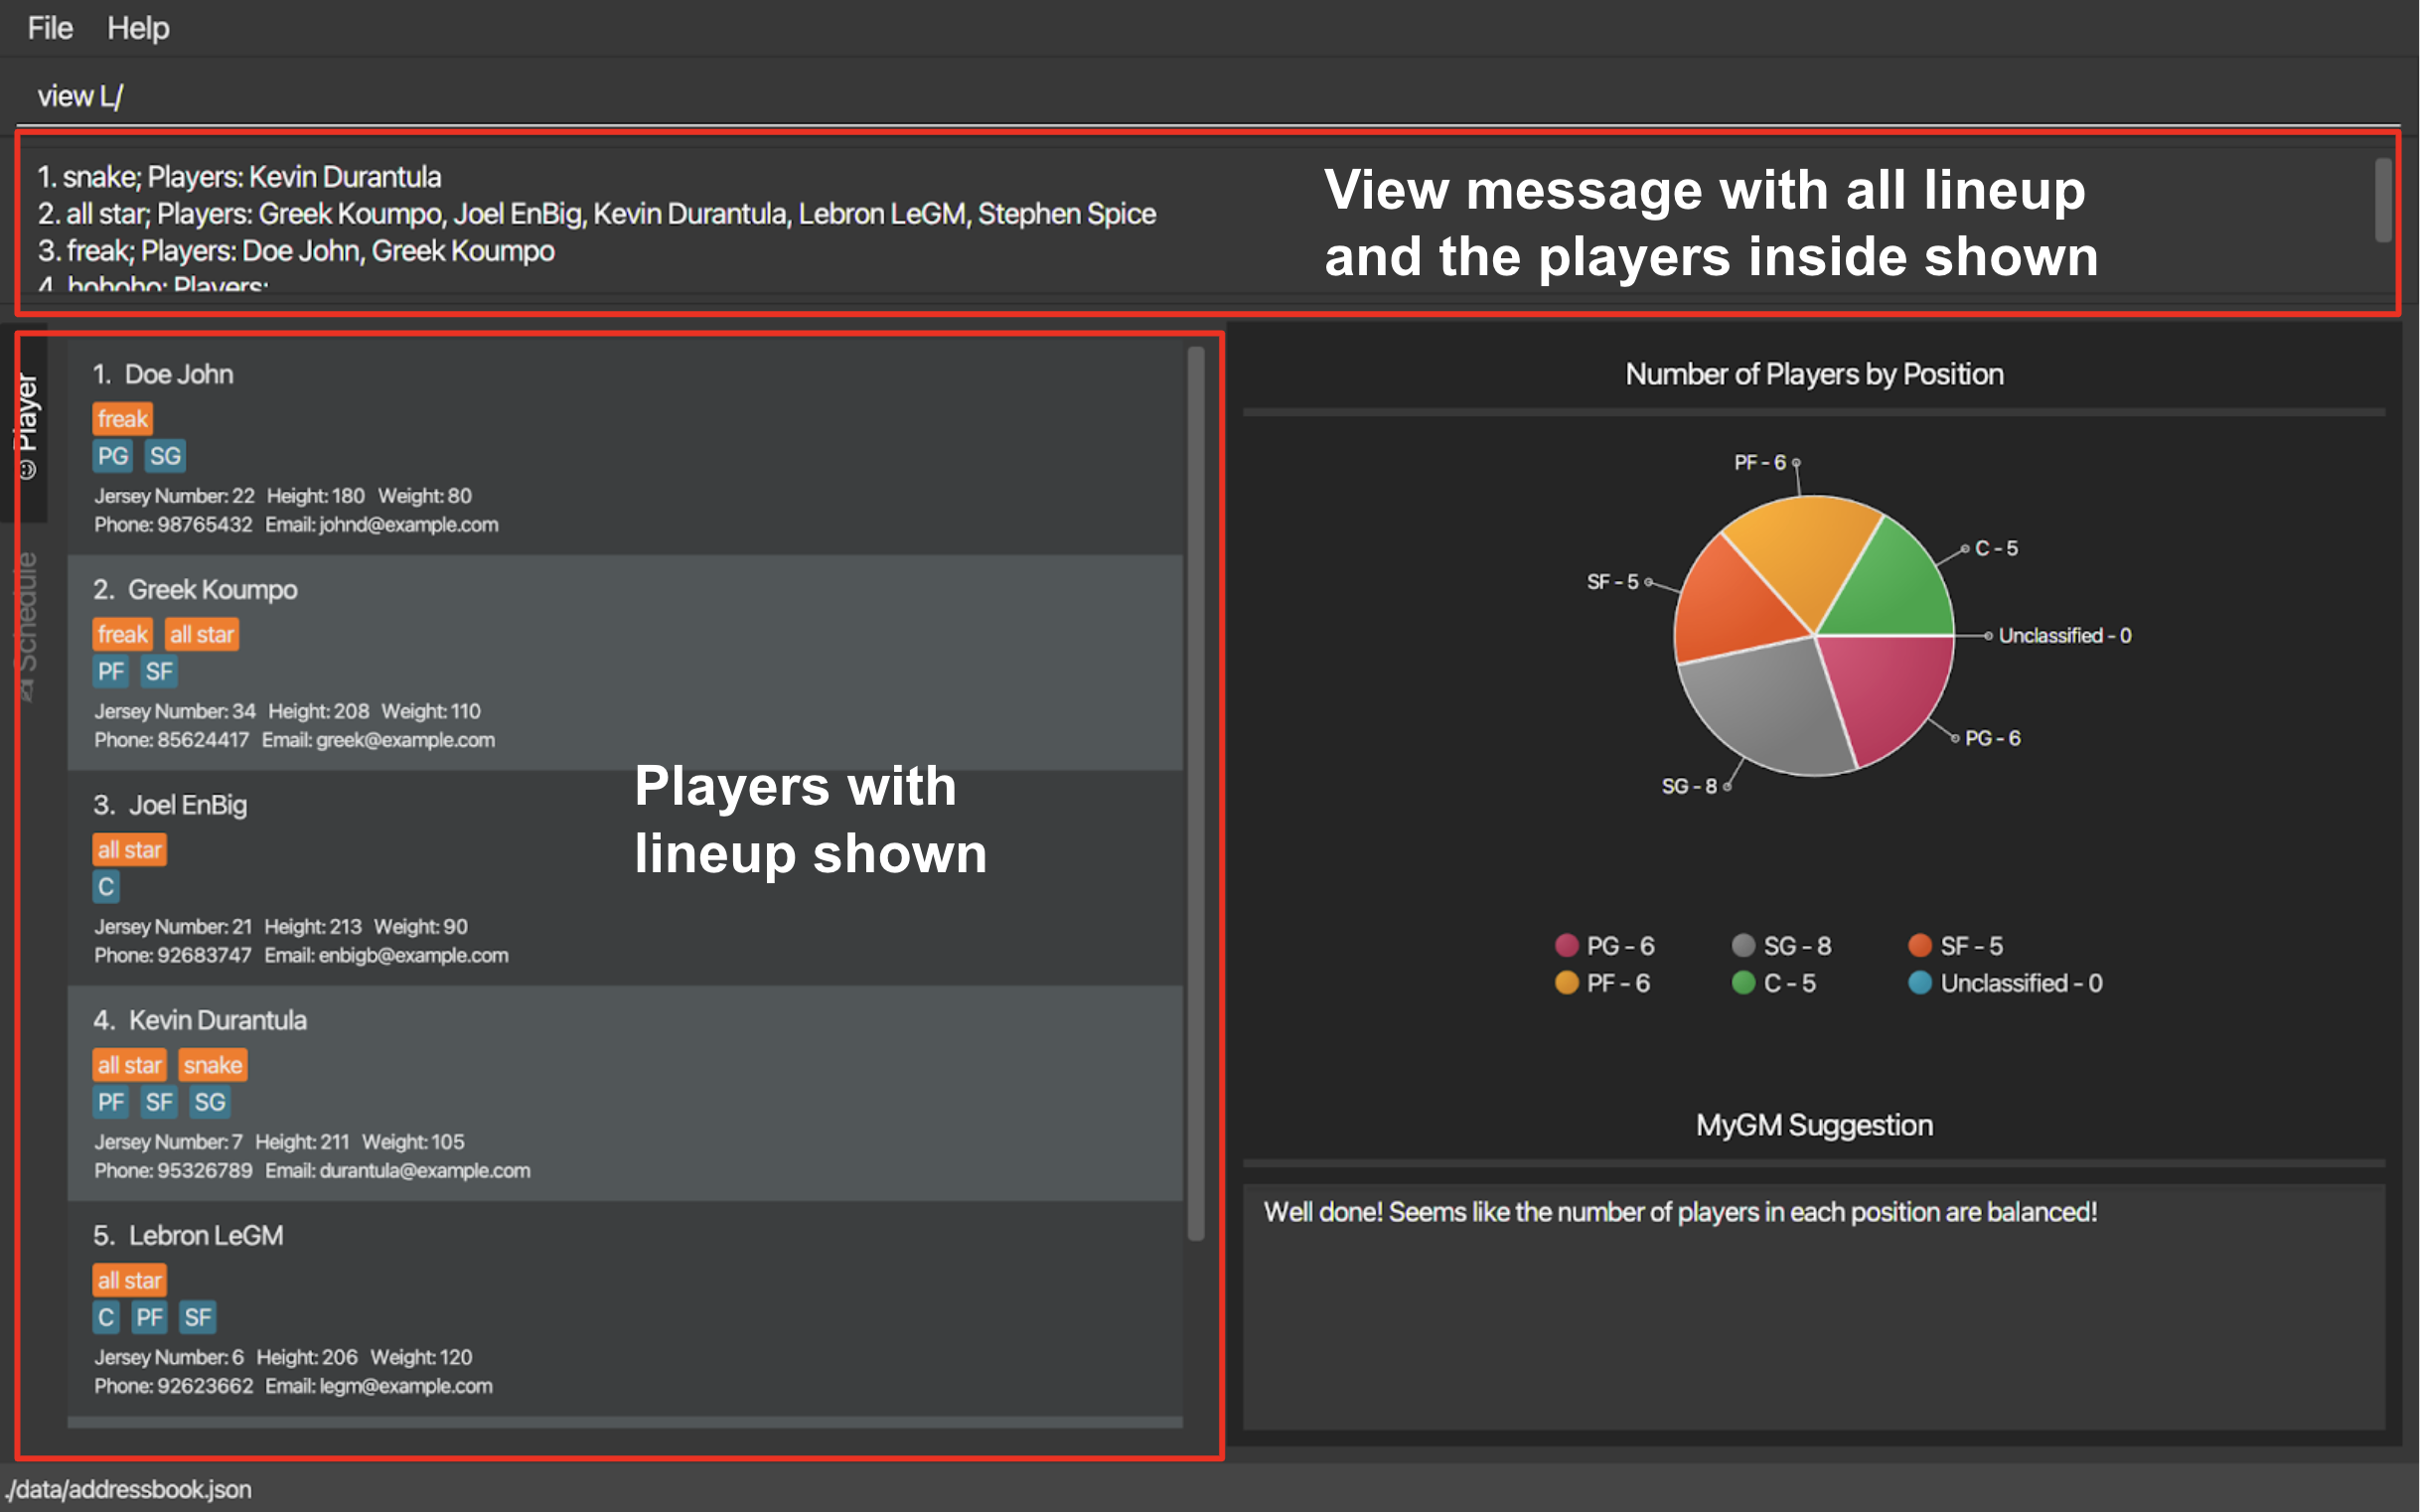 File Help
view L/
1. snake; Players: Kevin Durantula
2. all star; Players: Greek Koumpo, Joel EnBig, Kevin Durantula, Lebron LeGM, Stephen Spice
3. freak; Players: Doe John, Greek Koumpo
4. hohoho; Players:
View message with all lineup
and the players inside shown
Player
Schedule
1. Doe John
freak
PG SG
Jersey Number: 22 Height: 180 Weight: 80
Phone: 98765432 Email: johnd@example.com
2. Greek Koumpo
freak all star
PF SF
Jersey Number: 34 Height: 208 Weight: 110
Phone: 85624417 Email: greek@example.com
3. Joel EnBig
all star
C
Jersey Number: 21 Height: 213 Weight: 90
Phone: 92683747 Email: enbigb@example.com
4. Kevin Durantula
all star snake
PF SF SG
Jersey Number: 7 Height: 211 Weight: 105
Phone: 95326789 Email: durantula@example.com
5. Lebron LeGM
all star
C PF SF
Jersey Number: 6 Height: 206 Weight: 120
Phone: 92623662 Email: legm@example.com
Players with
lineup shown
Number of Players by Position
PF - 6
C - 5
SF - 5
Unclassified - 0
PG - 6
SG - 8
PG - 6 SG - 8 SF - 5
PF - 6 C - 5 Unclassified - 0
MyGM Suggestion
Well done! Seems like the number of players in each position are balanced!
./data/addressbook.json